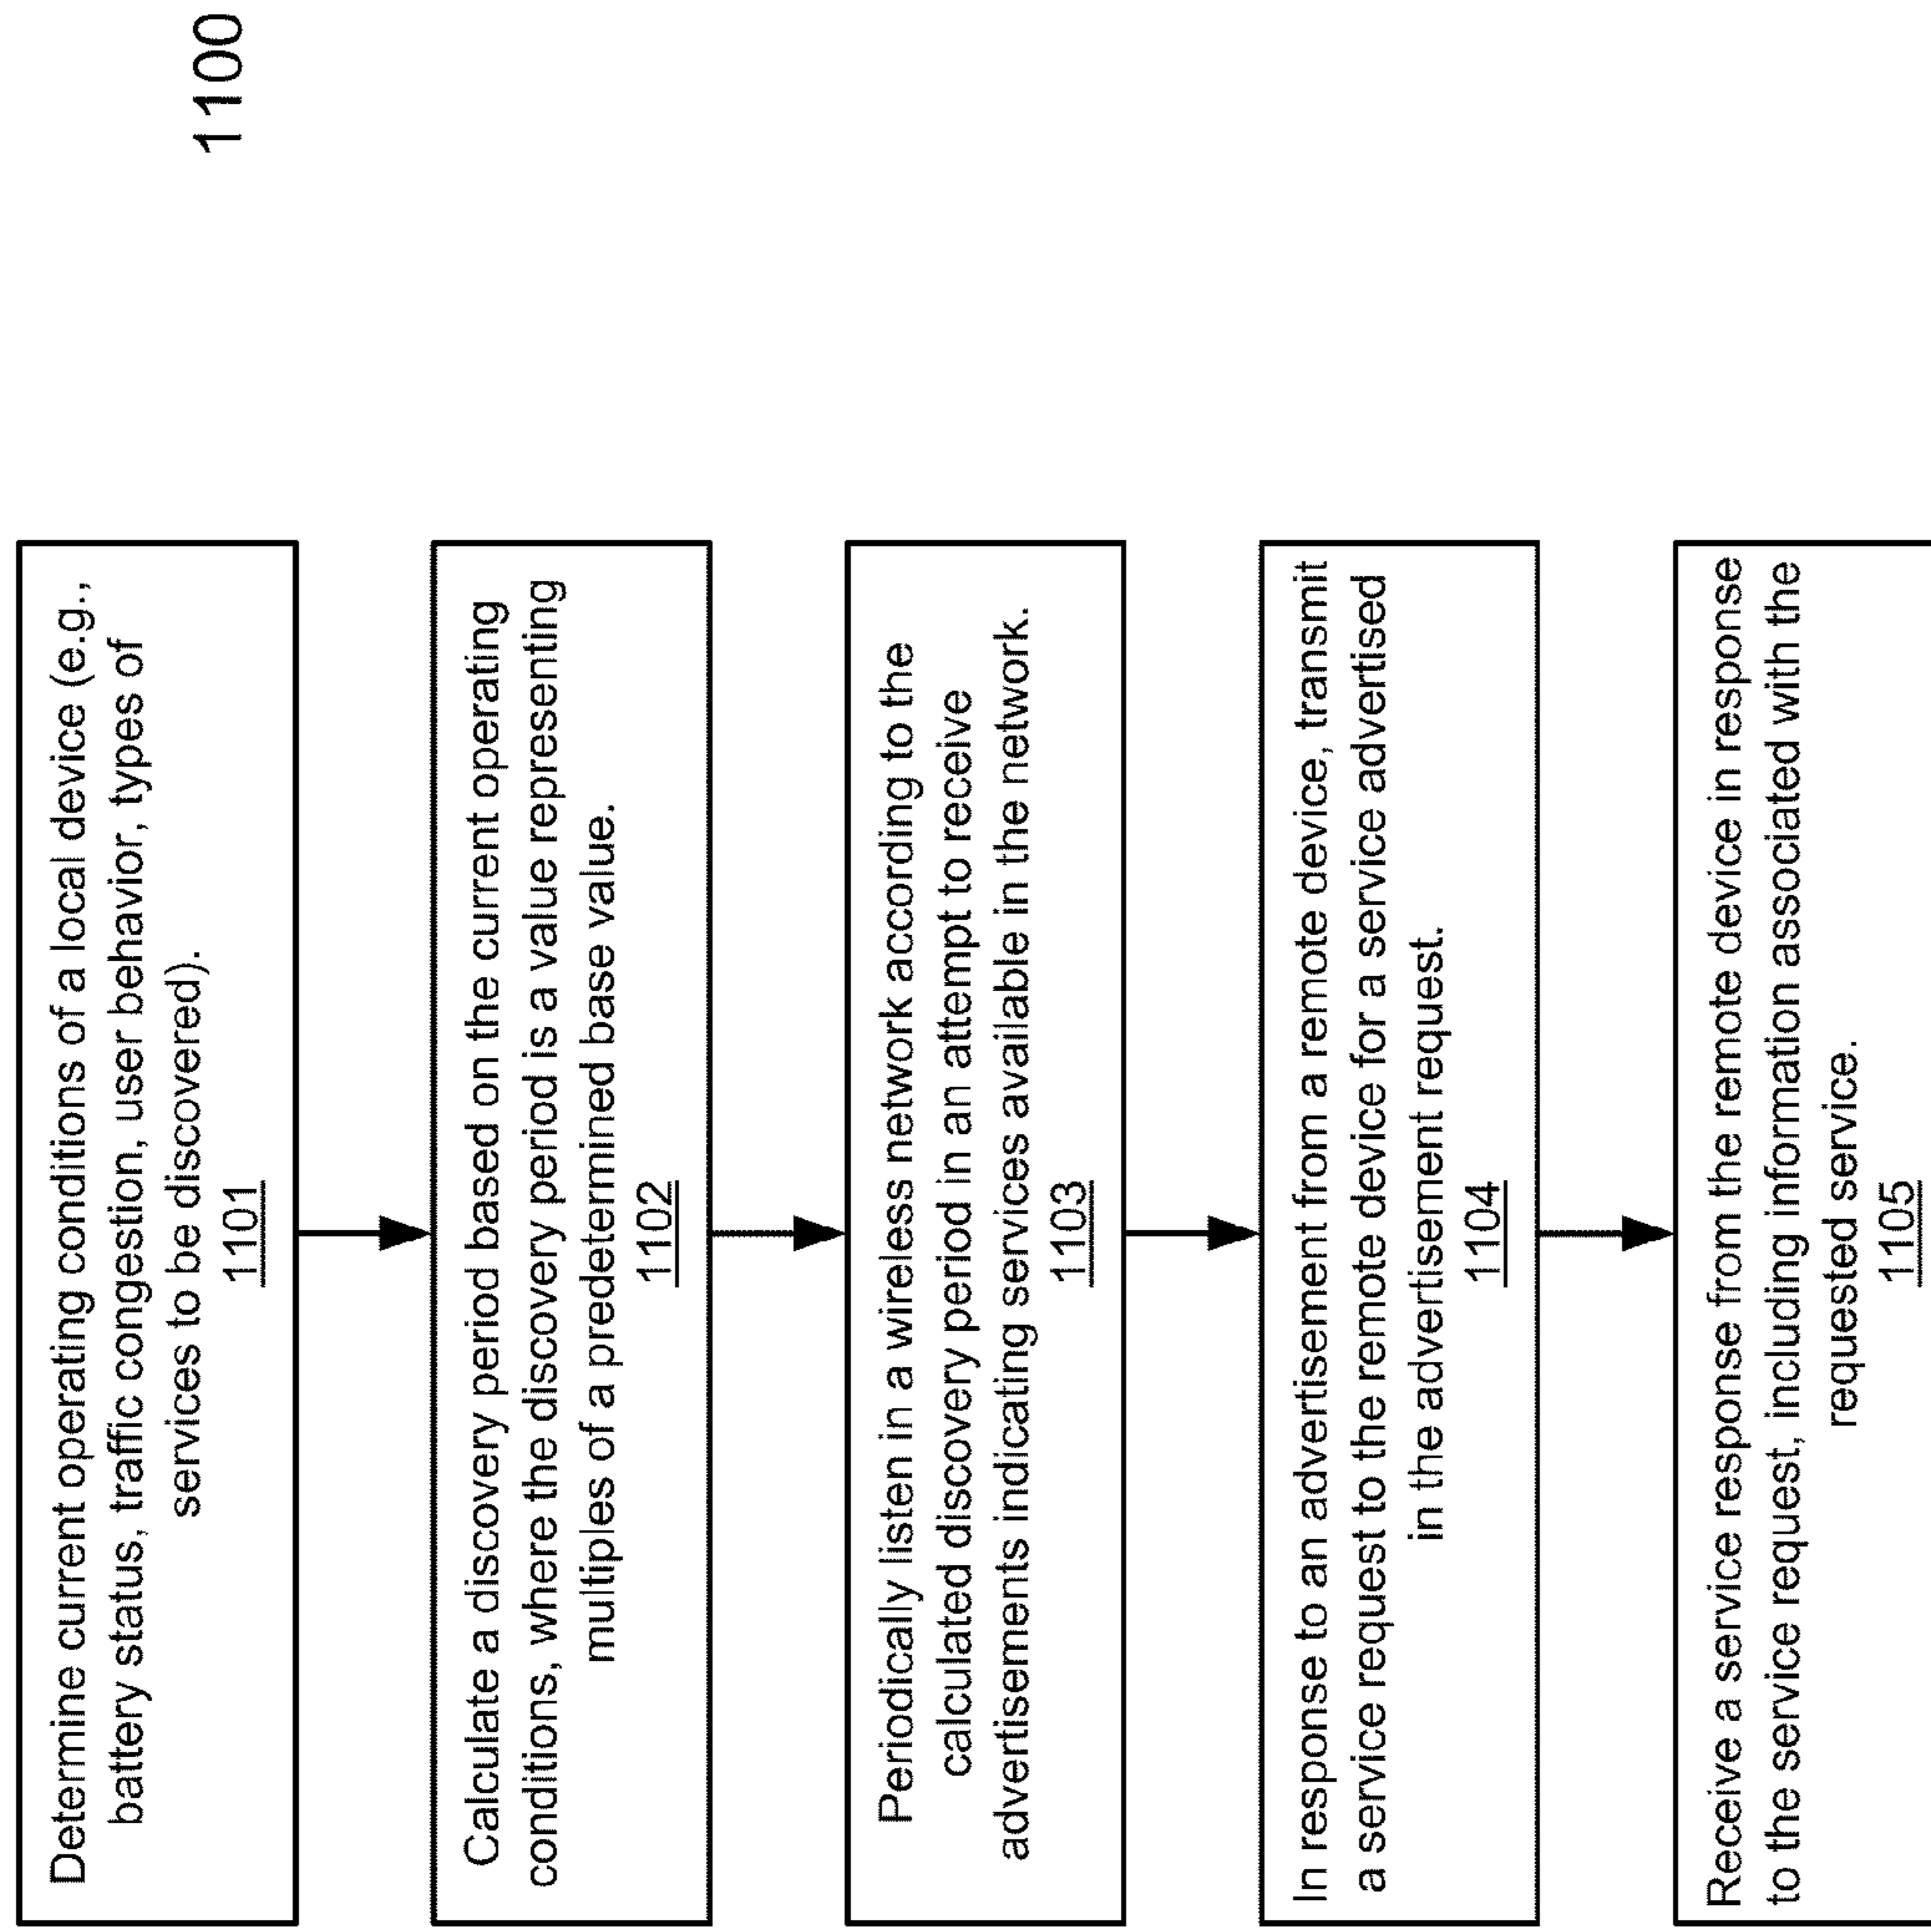 1100
Determine current operating conditions of a local device (e.g.,
battery status, traffic congestion, user behavior, types of
services to be discovered).
1101
Calculate a discovery period based on the current operating
conditions, where the discovery period is a value representing
multiples of a predetermined base value.
1102
Periodically listen in a wireless network according to the
calculated discovery period in an attempt to receive
advertisements indicating services available in the network.
1103
In response to an advertisement from a remote device, transmit
a service request to the remote device for a service advertised
in the advertisement request.
1104
Receive a service response from the remote device in response
to the service request, including information associated with the
requested service.
1105